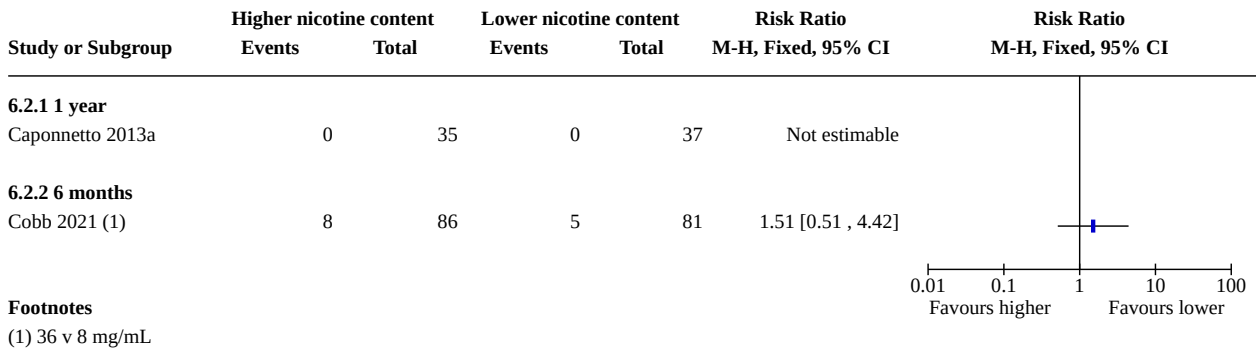 Higher nicotine content Lower nicotine content Risk Ratio Risk Ratio
Study or Subgroup Events Total Events Total M-H, Fixed, 95% CI M-H, Fixed, 95% CI
6.2.1 1 year
Caponnetto 2013a 0 35 0 37 Not estimable
6.2.2 6 months
Cobb 2021 (1) 8 86 5 81 1.51 [0.51 , 4.42]
0.01 0.1 1 10 100
Footnotes Favours higher Favours lower
(1) 36 v 8 mg/mL